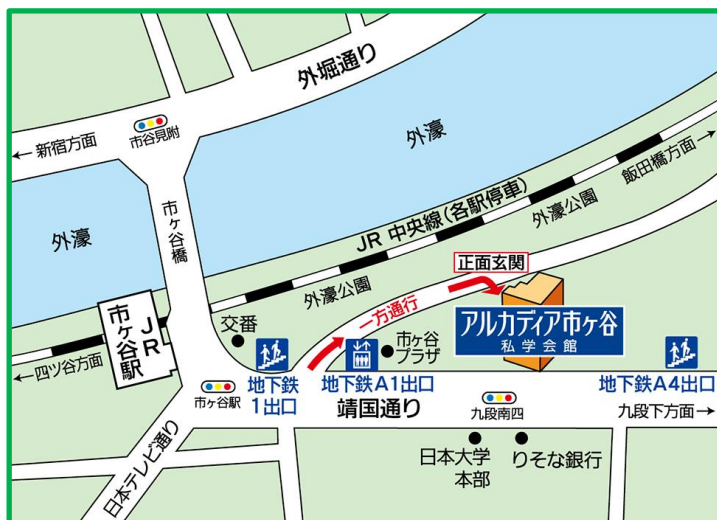 外堀通り
← 新宿方面
市谷見附
外濠
飯田橋方面 →
外濠
市ヶ谷橋
JR 中央線(各駅停車)
外濠公園
外濠公園
正面玄関
一方通行
アルカディア市ヶ谷
私学会館
JR
市ヶ谷駅
交番
市ヶ谷
プラザ
←四ツ谷方面
市ヶ谷駅
地下鉄
1出口
地下鉄A1出口
地下鉄A4出口
靖国通り
九段南四
九段下方面→
日本テレビ通り
日本大学
本部
りそな銀行